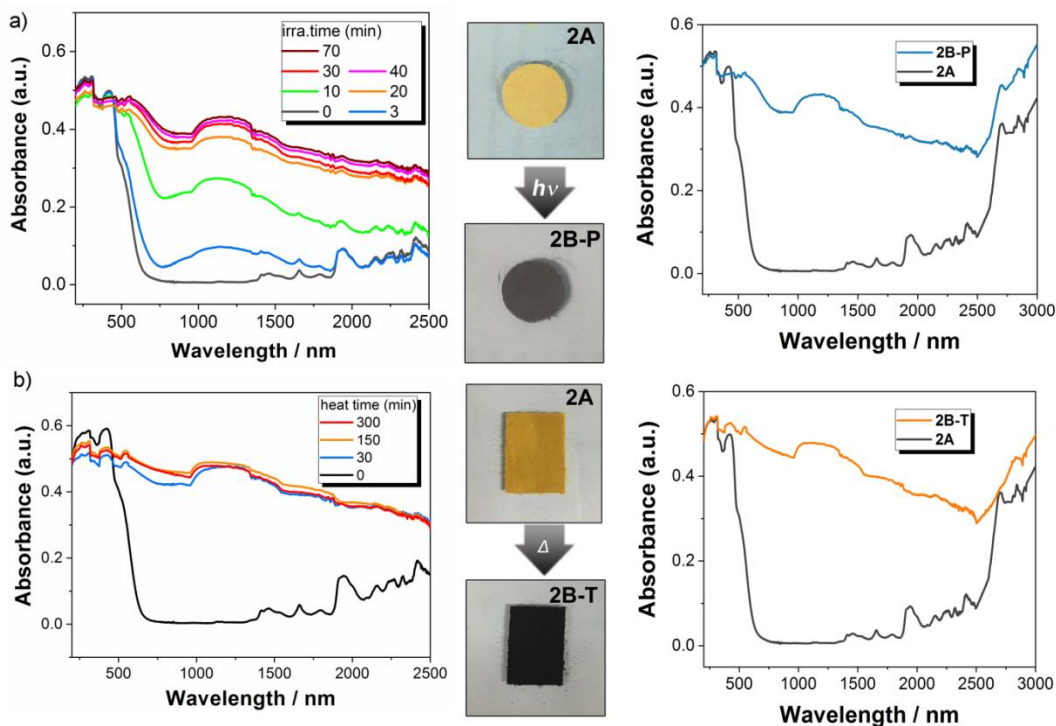 a)
Absorbance (a.u.)
0.6
0.4
0.2
0.0
irra.time (min)
70
30 40
10 20
0 3
500 1000 1500 2000 2500
Wavelength / nm
2A
hν
2B-P
Absorbance (a.u.)
0.6
0.4
0.2
0.0
2B-P
2A
500 1000 1500 2000 2500 3000
Wavelength / nm
b)
Absorbance (a.u.)
0.6
0.4
0.2
0.0
heat time (min)
300
150
30
0
500 1000 1500 2000 2500
Wavelength / nm
2A
Δ
2B-T
Absorbance (a.u.)
0.6
0.4
0.2
0.0
2B-T
2A
500 1000 1500 2000 2500 3000
Wavelength / nm